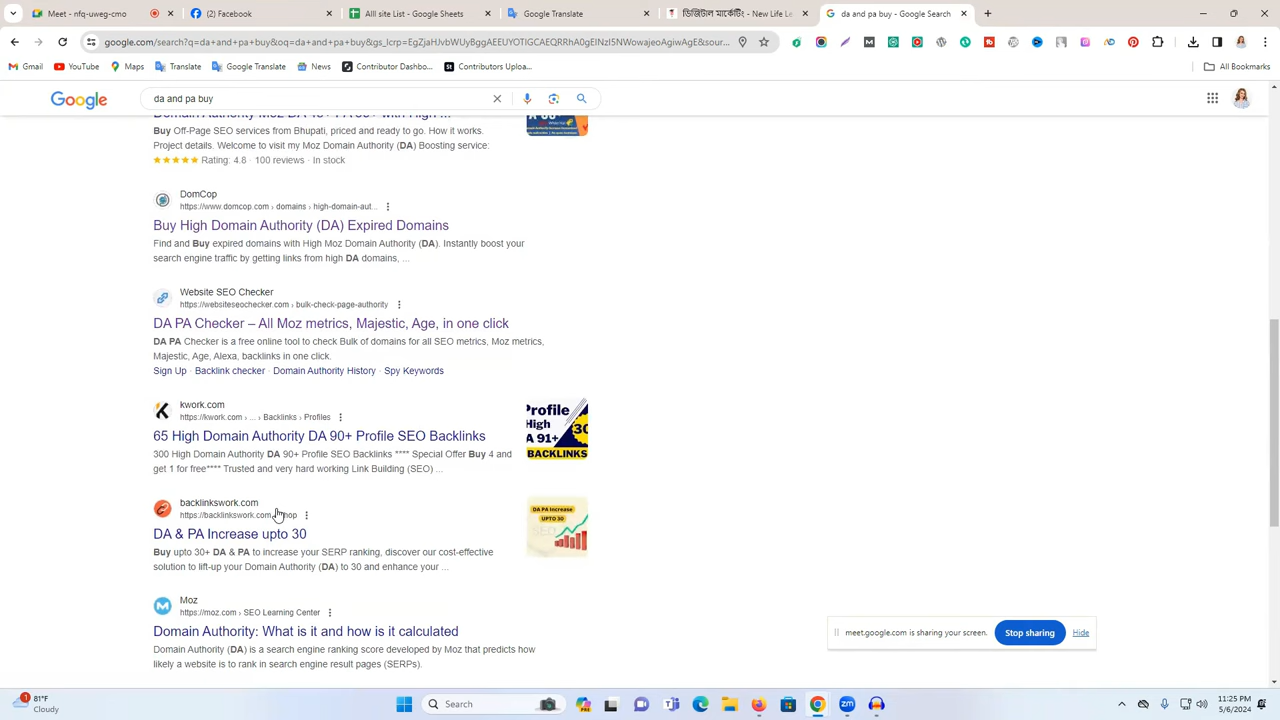 meet
All site List - Google Sheets
Google Translate
ডিজিটাল মার্কেটিং - New Life L
da and pa buy - Google Search
google.com/search?q=da+and+pa+buy&oq=da+and+pa+buy&gs_lcrp=EgZjaHJvbWUyBggAEEUYOTIGCAEQRRhA0gEINzI5NWowajeoAgiwAgE&sour...
Gmail YouTube Maps Translate Google Translate News Contributor Dashbo... Contributors Uploa... All Bookmarks
Google da and pa buy
Domain Authority Moz DA
Buy Off-Page SEO services from Bhupati, priced and ready to go. How it works.
Project details. Welcome to visit my Moz Domain Authority (DA) Boosting service:
Rating: 4.8 · 100 reviews · In stock
DomCop
https://www.domcop.com › domains › high-domain-aut...
Buy High Domain Authority (DA) Expired Domains
Find and Buy expired domains with High Moz Domain Authority (DA). Instantly boost your
search engine traffic by getting links from high DA domains, ...
Website SEO Checker
https://websiteseochecker.com › bulk-check-page-authority
DA PA Checker – All Moz metrics, Majestic, Age, in one click
DA PA Checker is a free online tool to check Bulk of domains for all SEO metrics, Moz metrics,
Majestic, Age, Alexa, backlinks in one click.
Sign Up · Backlink checker · Domain Authority History · Spy Keywords
kwork.com
https://kwork.com › ... › Backlinks › Profiles
65 High Domain Authority DA 90+ Profile SEO Backlinks
300 High Domain Authority DA 90+ Profile SEO Backlinks **** Special Offer Buy 4 and
get 1 for free**** Trusted and very hard working Link Building (SEO) ...
Profile
High
A 91+
30
BACKLINKS
backlinkswork.com
https://backlinkswork.com
DA & PA Increase upto 30
Buy upto 30+ DA & PA to increase your SERP ranking, discover our cost-effective
solution to lift-up your Domain Authority (DA) to 30 and enhance your ...
DA PA Increase
UPTO 30
Moz
https://moz.com › SEO Learning Center
Domain Authority: What is it and how is it calculated
Domain Authority (DA) is a search engine ranking score developed by Moz that predicts how
likely a website is to rank in search engine result pages (SERPs).
meet.google.com is sharing your screen. Stop sharing Hide
81°F
Cloudy
Search
11:25 PM
5/6/2024